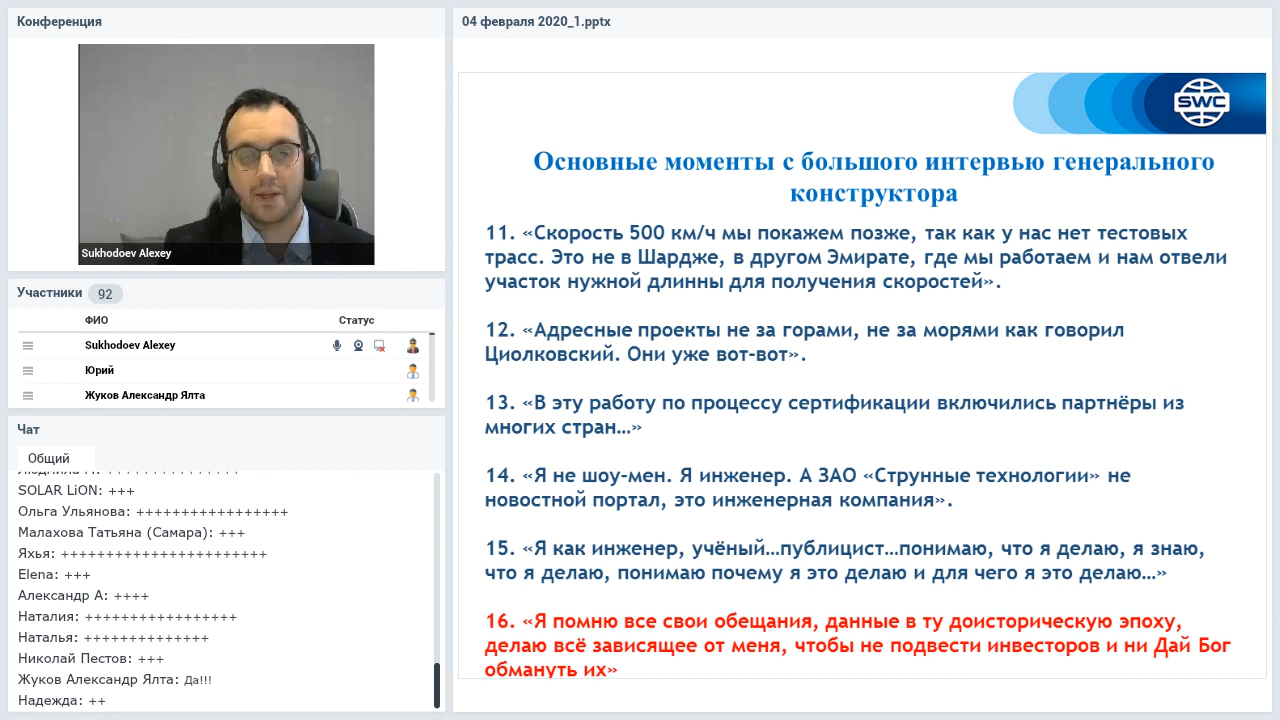 Конференция
Sukhodoev Alexey
Участники 92
ФИО Статус
Sukhodoev Alexey
Юрий
Жуков Александр Ялта
Чат
Общий
SOLAR LiON: +++
Ольга Ульянова: +++++++++++++++++
Малахова Татьяна (Самара): +++
Яхья: +++++++++++++++++++++++
Elena: +++
Александр А: ++++
Наталия: +++++++++++++++++
Наталья: ++++++++++++++
Николай Пестов: +++
Жуков Александр Ялта: Да!!!
Надежда: ++
04 февраля 2020_1.pptx
SWC
Основные моменты с большого интервью генерального
конструктора
11. «Скорость 500 км/ч мы покажем позже, так как у нас нет тестовых
трасс. Это не в Шардже, в другом Эмирате, где мы работаем и нам отвели
участок нужной длинны для получения скоростей».
12. «Адресные проекты не за горами, не за морями как говорил
Циолковский. Они уже вот-вот».
13. «В эту работу по процессу сертификации включились партнёры из
многих стран…»
14. «Я не шоу-мен. Я инженер. А ЗАО «Струнные технологии» не
новостной портал, это инженерная компания».
15. «Я как инженер, учёный…публицист…понимаю, что я делаю, я знаю,
что я делаю, понимаю почему я это делаю и для чего я это делаю…»
16. «Я помню все свои обещания, данные в ту доисторическую эпоху,
делаю всё зависящее от меня, чтобы не подвести инвесторов и ни Дай Бог
обмануть их»